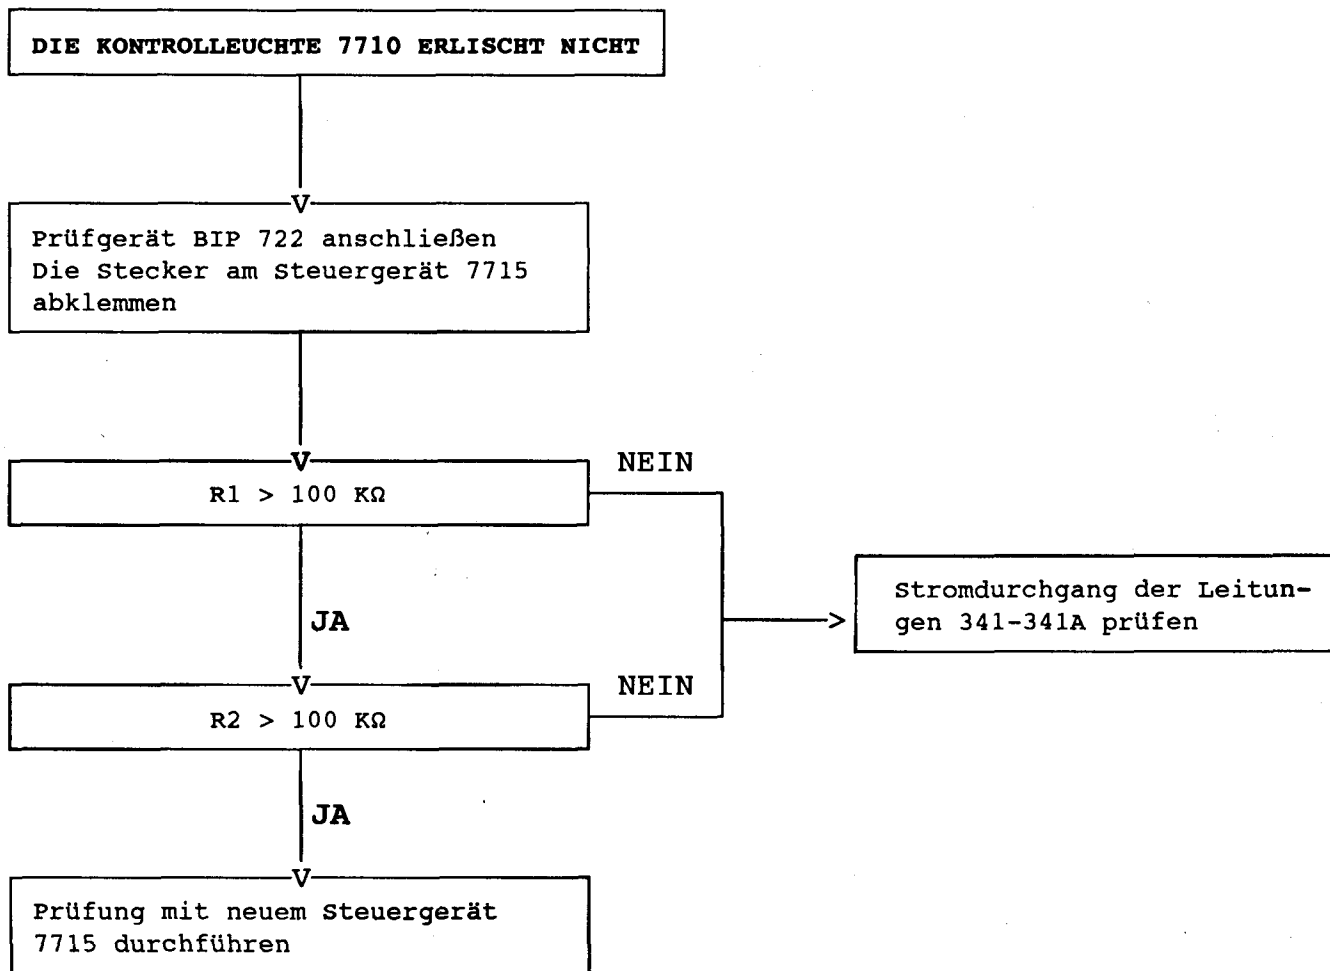 DIE KONTROLLEUCHTE 7710 ERLISCHT NICHT
V
Prüfgerät BIP 722 anschließen
Die Stecker am Steuergerät 7715
abklemmen
V
NEIN
R1 > 100 KΩ
JA
>
Stromdurchgang der Leitun-
gen 341-341A prüfen
V
NEIN
R2 > 100 KΩ
JA
V
Prüfung mit neuem Steuergerät
7715 durchführen